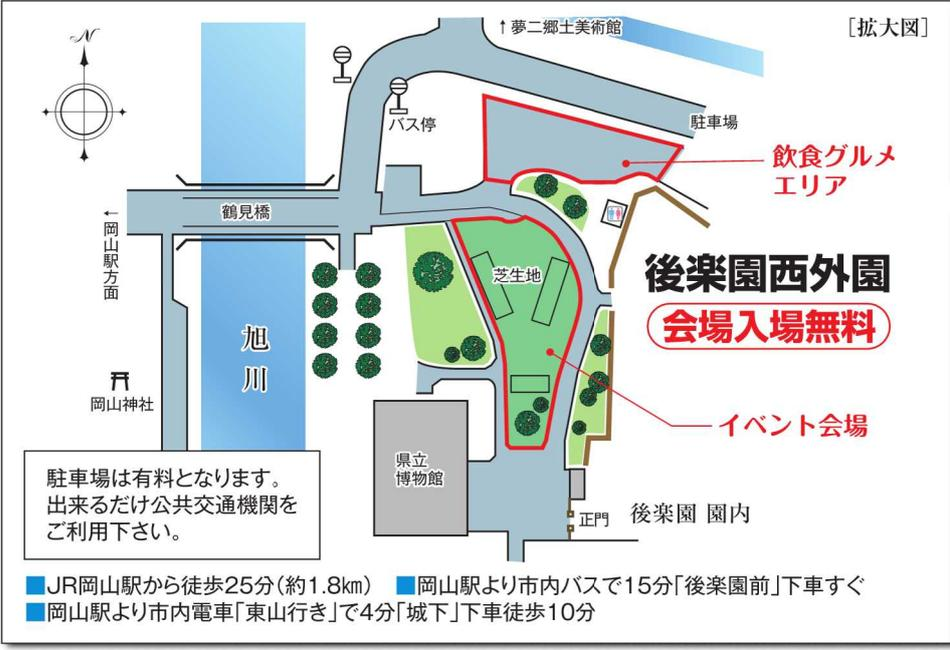 N
↑夢二郷土美術館
［拡大図］
バス停
駐車場
飲食グルメ
エリア
鶴見橋
←岡山駅方面
芝生地
後楽園西外園
会場入場無料
旭川
岡山神社
イベント会場
県立
博物館
駐車場は有料となります。
出来るだけ公共交通機関を
ご利用下さい。
正門
後楽園 園内
■JR岡山駅から徒歩25分（約1.8㎞） ■岡山駅より市内バスで15分「後楽園前」下車すぐ
■岡山駅より市内電車「東山行き」で4分「城下」下車徒歩10分